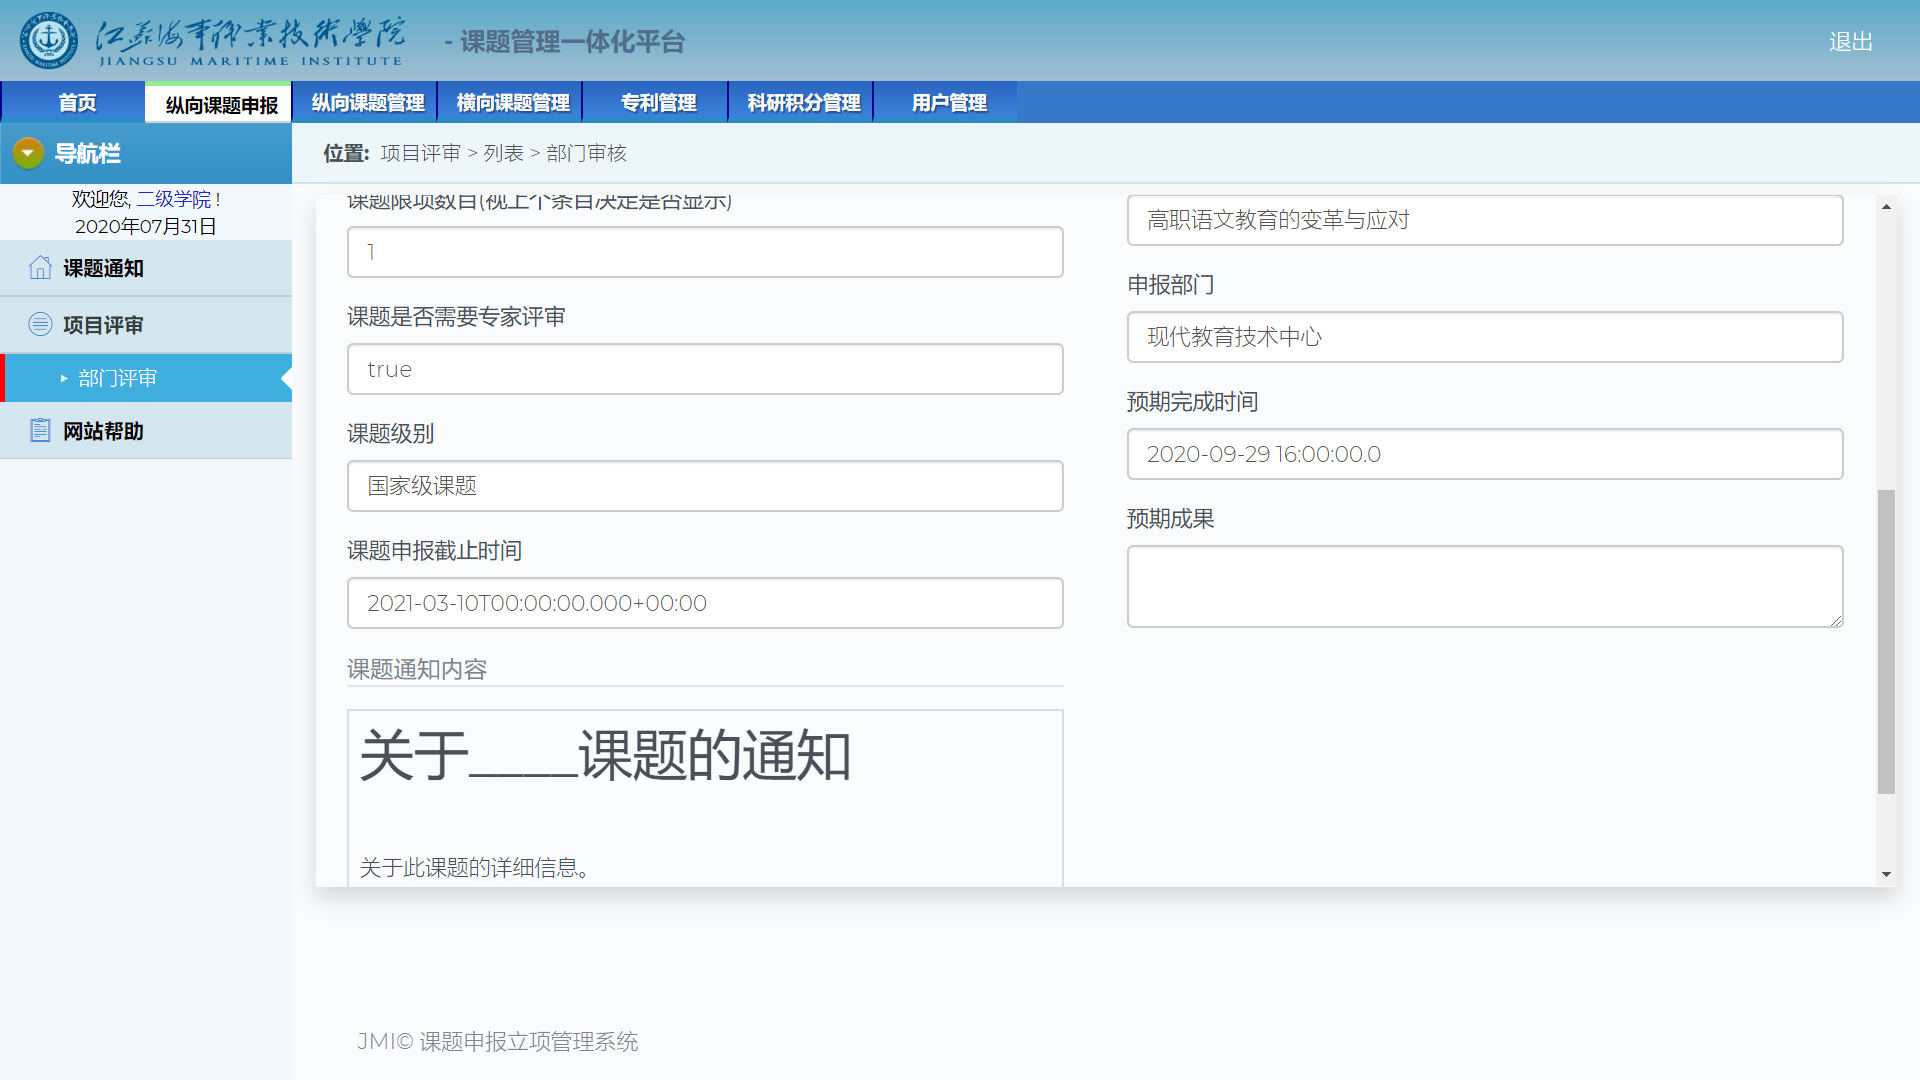 江苏海事职业技术学院
JIANGSU MARITIME INSTITUTE
- 课题管理一体化平台
退出
首页 纵向课题申报 纵向课题管理 横向课题管理 专利管理 科研积分管理 用户管理
导航栏
位置: 项目评审 > 列表 > 部门审核
欢迎您, 二级学院 !
2020年07月31日
课题通知
项目评审
部门评审
网站帮助
课题限项数目(视上个条目决定是否显示)
1
课题是否需要专家评审
true
课题级别
国家级课题
课题申报截止时间
2021-03-10T00:00:00.000+00:00
课题通知内容
关于____课题的通知
关于此课题的详细信息。
高职语文教育的变革与应对
申报部门
现代教育技术中心
预期完成时间
2020-09-29 16:00:00.0
预期成果
JMI© 课题申报立项管理系统